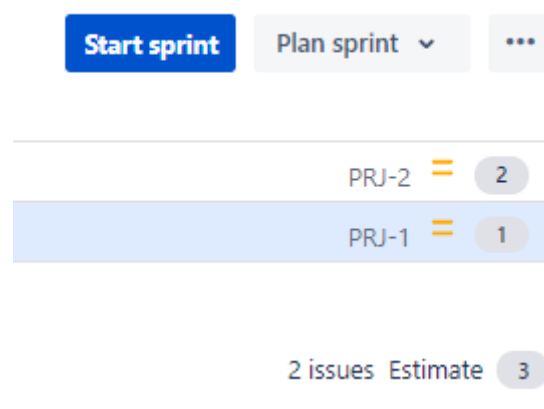 Start sprint Plan sprint •••
PRJ-2 2
PRJ-1 1
2 issues Estimate 3